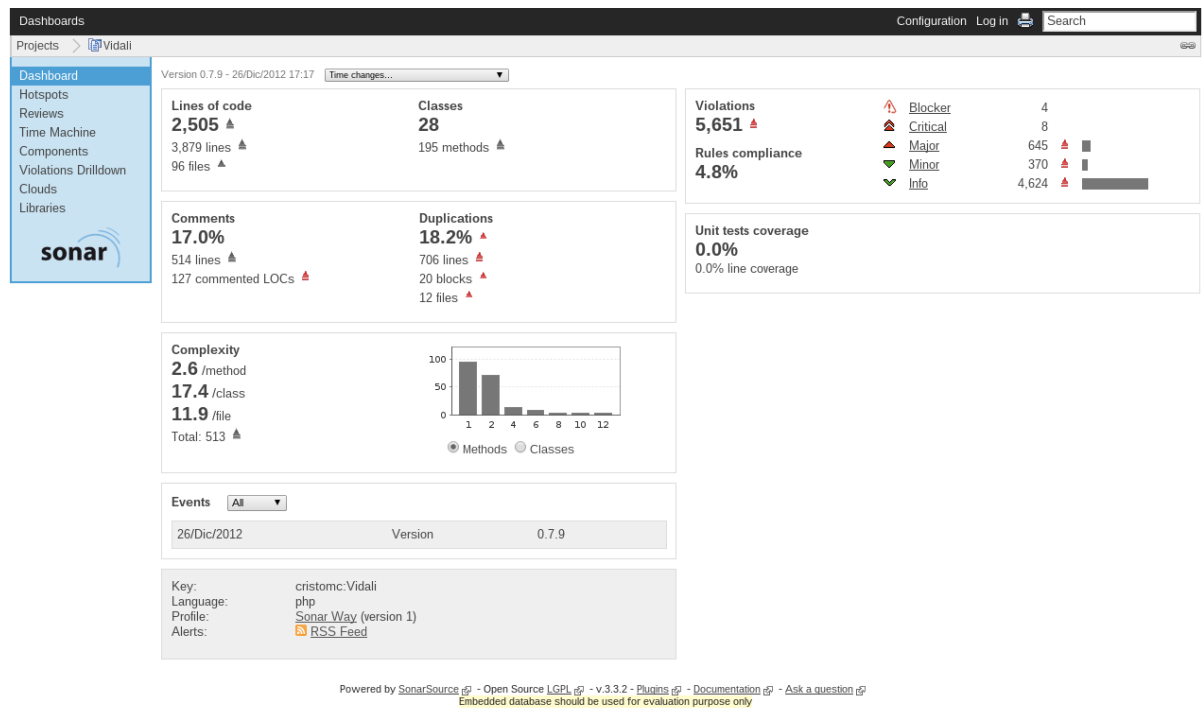 Dashboards
Configuration Log in Search
Projects Vidali
Dashboard
Hotspots
Reviews
Time Machine
Components
Violations Drilldown
Clouds
Libraries
sonar
Version 0.7.9 - 26/Dic/2012 17:17 Time changes...
Lines of code
2,505
3,879 lines
96 files
Classes
28
195 methods
Comments
17.0%
514 lines
127 commented LOCs
Duplications
18.2%
706 lines
20 blocks
12 files
Complexity
2.6 /method
17.4 /class
11.9 /file
Total: 513
100
50
0
1 2 4 6 8 10 12
Methods Classes
Events All
26/Dic/2012 Version 0.7.9
Key: cristomc:Vidali
Language: php
Profile: Sonar Way (version 1)
Alerts: RSS Feed
Violations
5,651
Rules compliance
4.8%
Blocker 4
Critical 8
Major 645
Minor 370
Info 4,624
Unit tests coverage
0.0%
0.0% line coverage
Powered by SonarSource - Open Source LGPL - v.3.3.2 - Plugins - Documentation - Ask a question
Embedded database should be used for evaluation purpose only